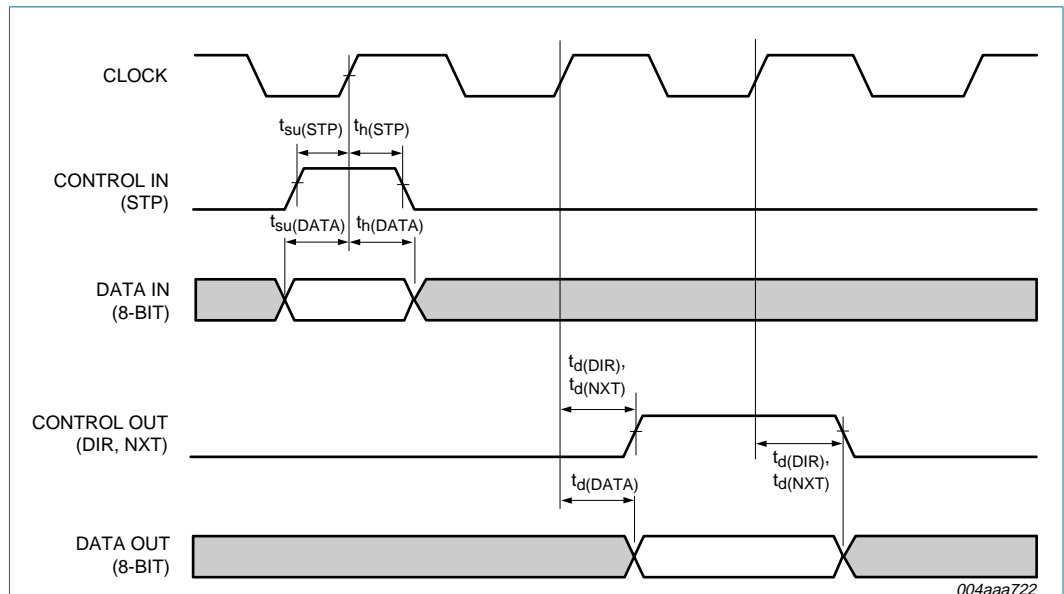 CLOCK
tsu(STP) th(STP)
CONTROL IN
(STP)
tsu(DATA) th(DATA)
DATA IN
(8-BIT)
td(DIR),
td(NXT)
CONTROL OUT
(DIR, NXT)
td(DIR),
td(NXT)
td(DATA)
DATA OUT
(8-BIT)
004aaa722